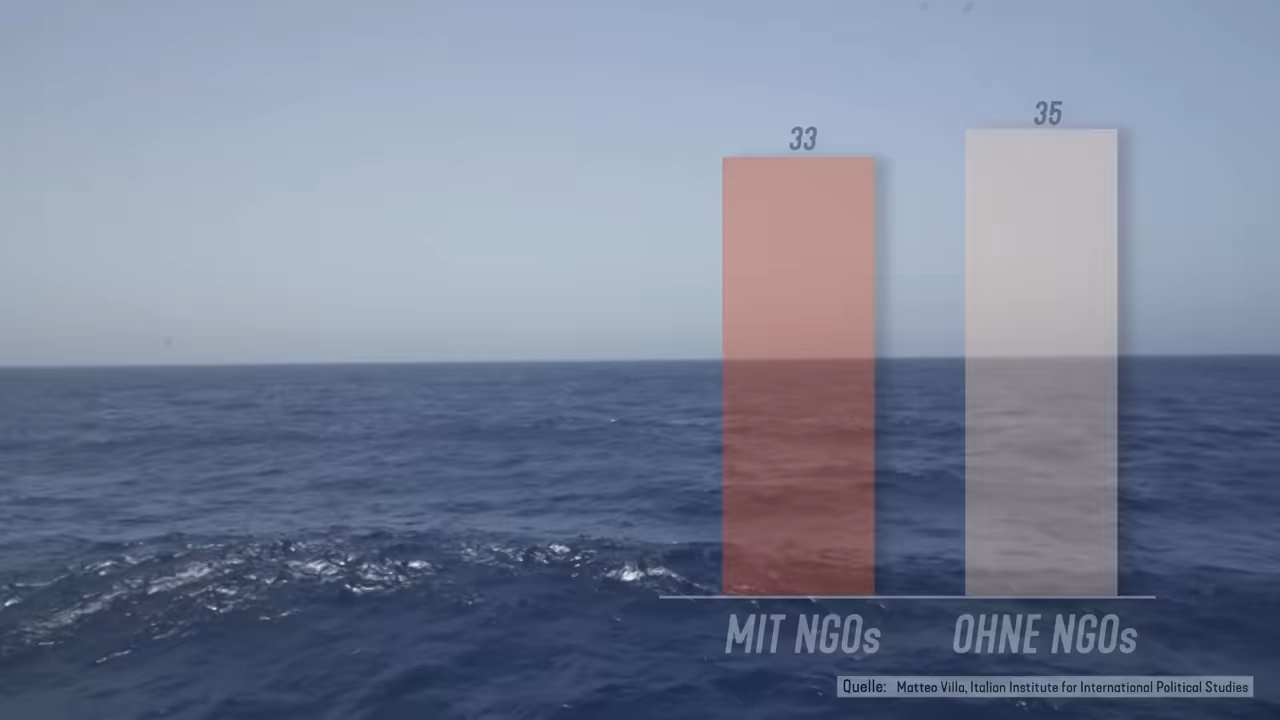 33
35
MIT NGOs
OHNE NGOs
Quelle: Matteo Villa, Italian Institute for International Political Studies